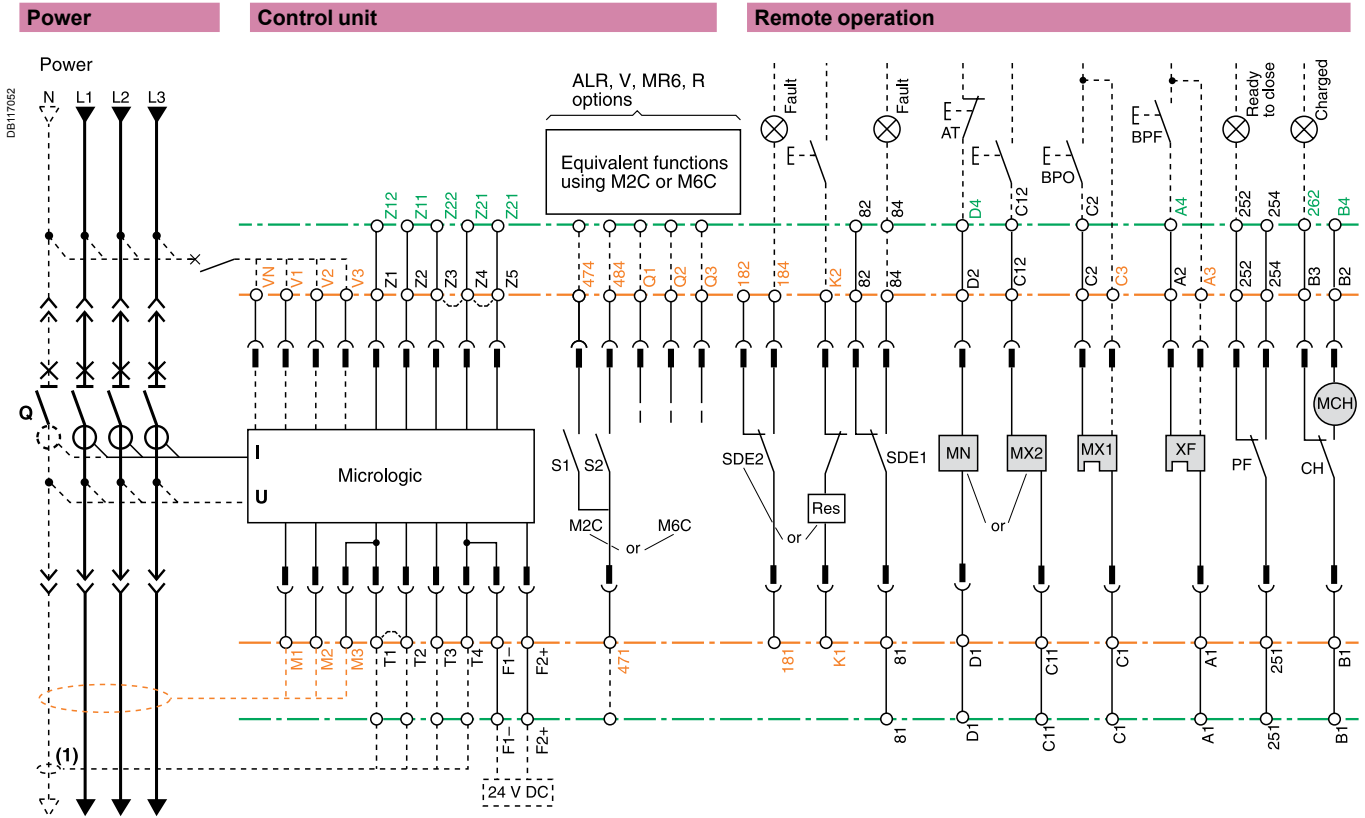 Power
Control unit
Remote operation
Power
DB117052
N L1 L2 L3
ALR, V, MR6, R
options
Equivalent functions
using M2C or M6C
Fault
Fault
AT
BPO
BPF
Ready
to close
Charged
Z12 Z11 Z22 Z21 Z21
82 84 D4 C12 C2 A4 252 254 262 B4
VN V1 V2 V3 Z1 Z2 Z3 Z4 Z5 474 484 Q1 Q2 Q3 182 184 K2 82 84 D2 C12 C2 C3 A2 A3 252 254 B3 B2
Q
I
U
Micrologic
S1 S2
M2C or M6C
SDE2
or
Res
SDE1
MN
MX2
or
MX1
XF
PF
CH
MCH
M1 M2 M3 T1 T2 T3 T4 F1– F2+ 471 181 K1 81 D1 C11 C1 A1 251 B1
(1)
F1– F2+ 81 D1 C11 C1 A1 251 B1
24 V DC